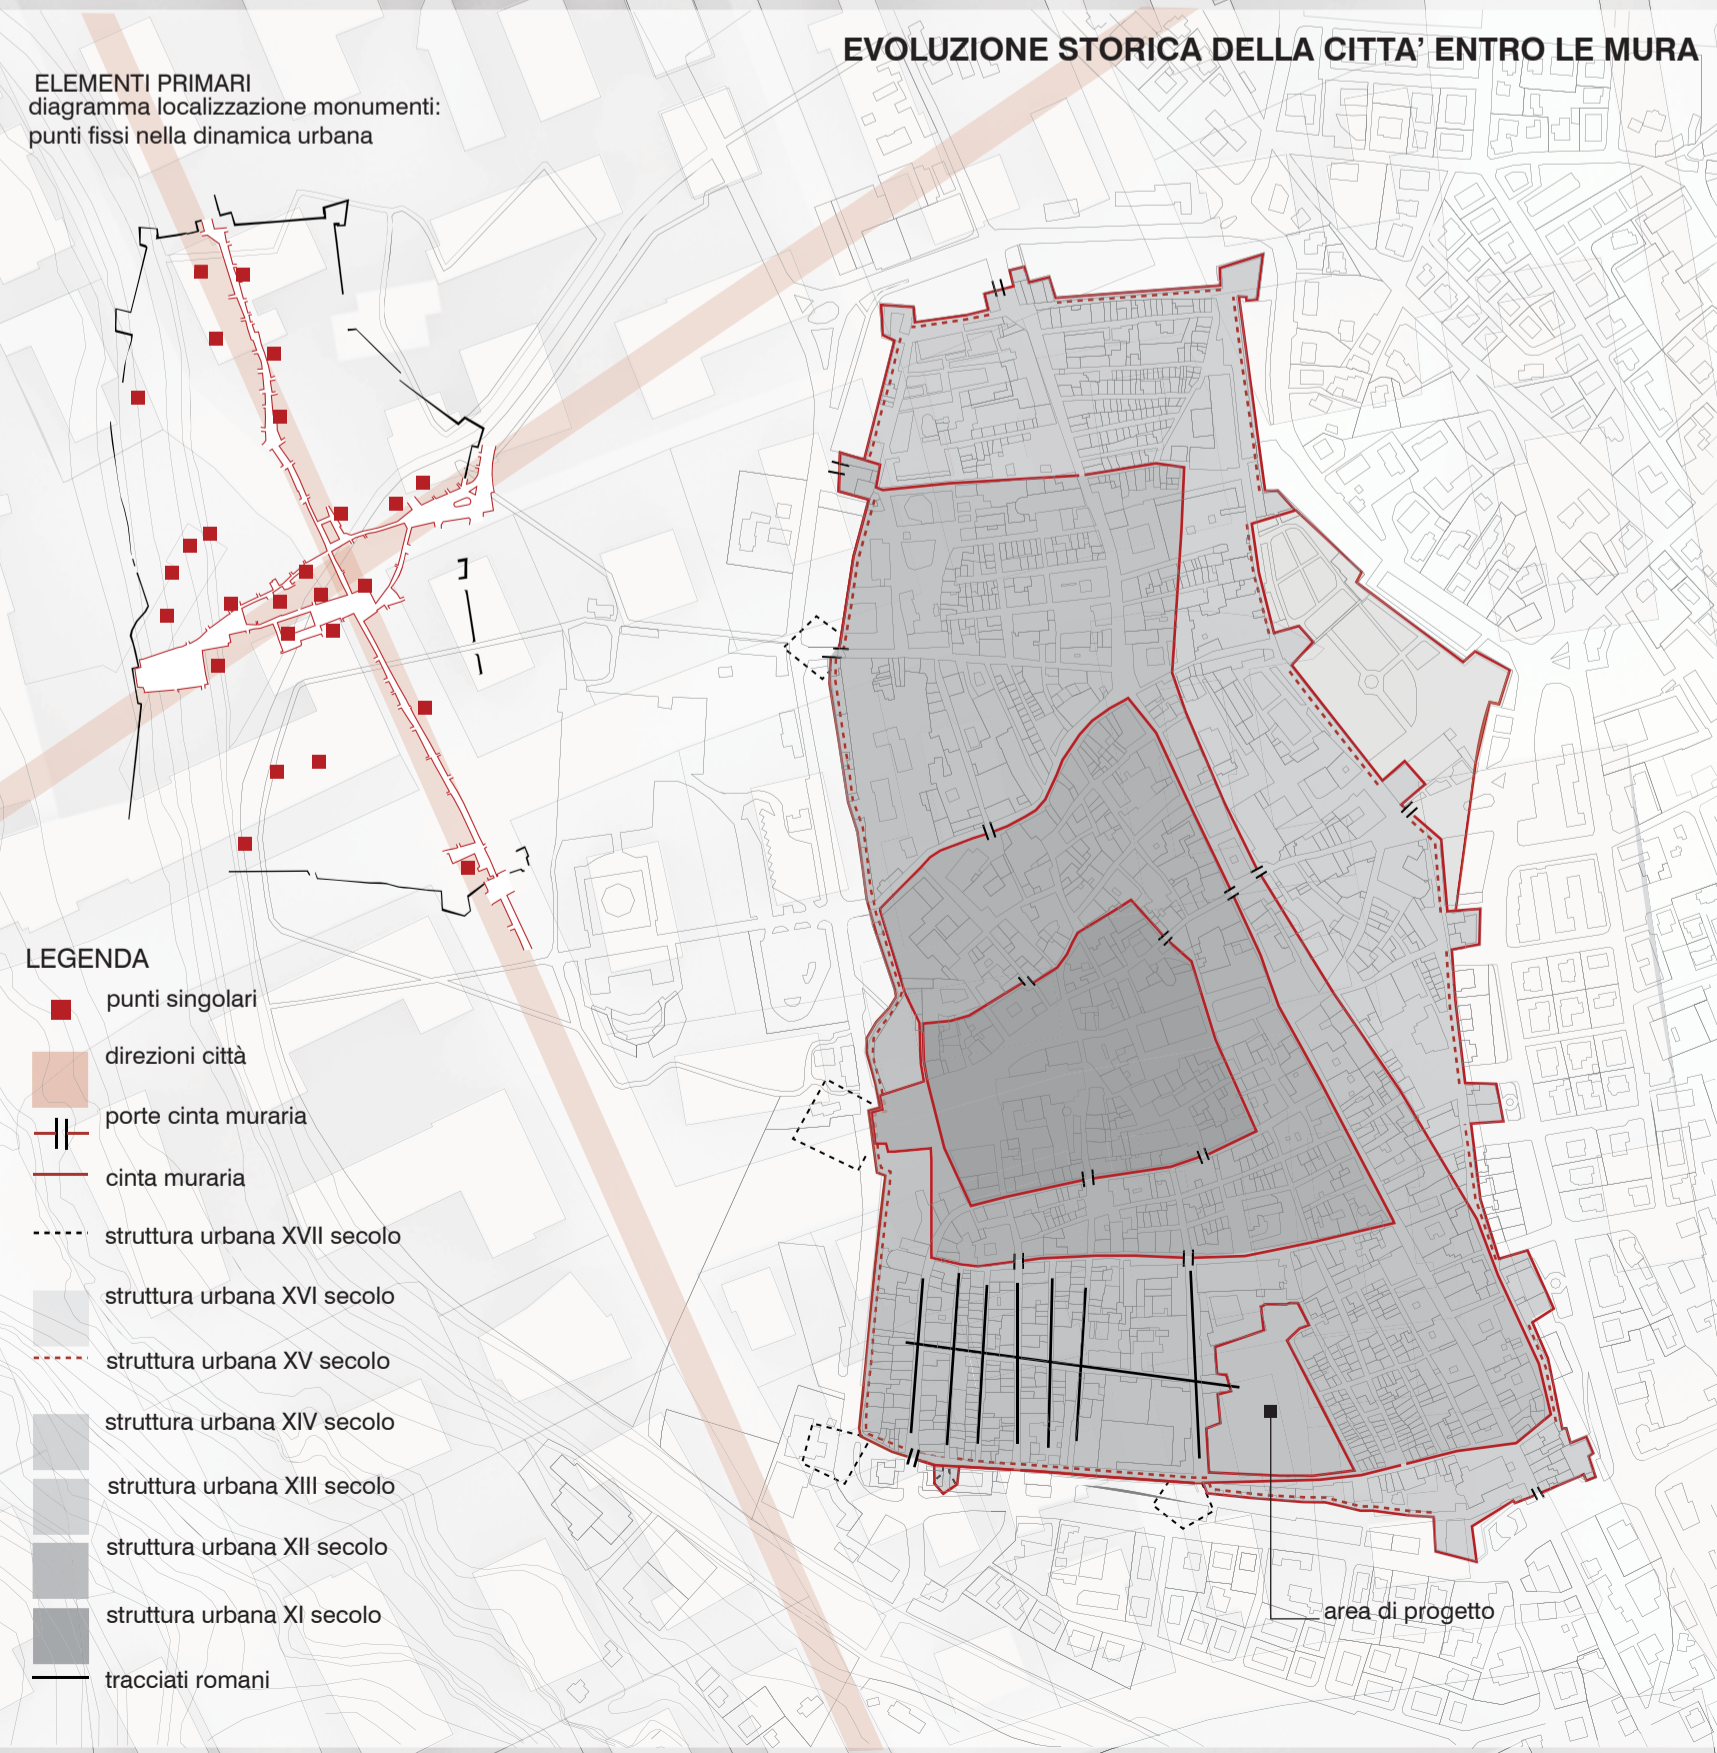 EVOLUZIONE STORICA DELLA CITTA’ ENTRO LE MURA
ELEMENTI PRIMARI
diagramma localizzazione monumenti:
punti fissi nella dinamica urbana
LEGENDA
punti singolari
direzioni città
porte cinta muraria
cinta muraria
struttura urbana XVII secolo
struttura urbana XVI secolo
struttura urbana XV secolo
struttura urbana XIV secolo
struttura urbana XIII secolo
struttura urbana XII secolo
struttura urbana XI secolo
tracciati romani
area di progetto